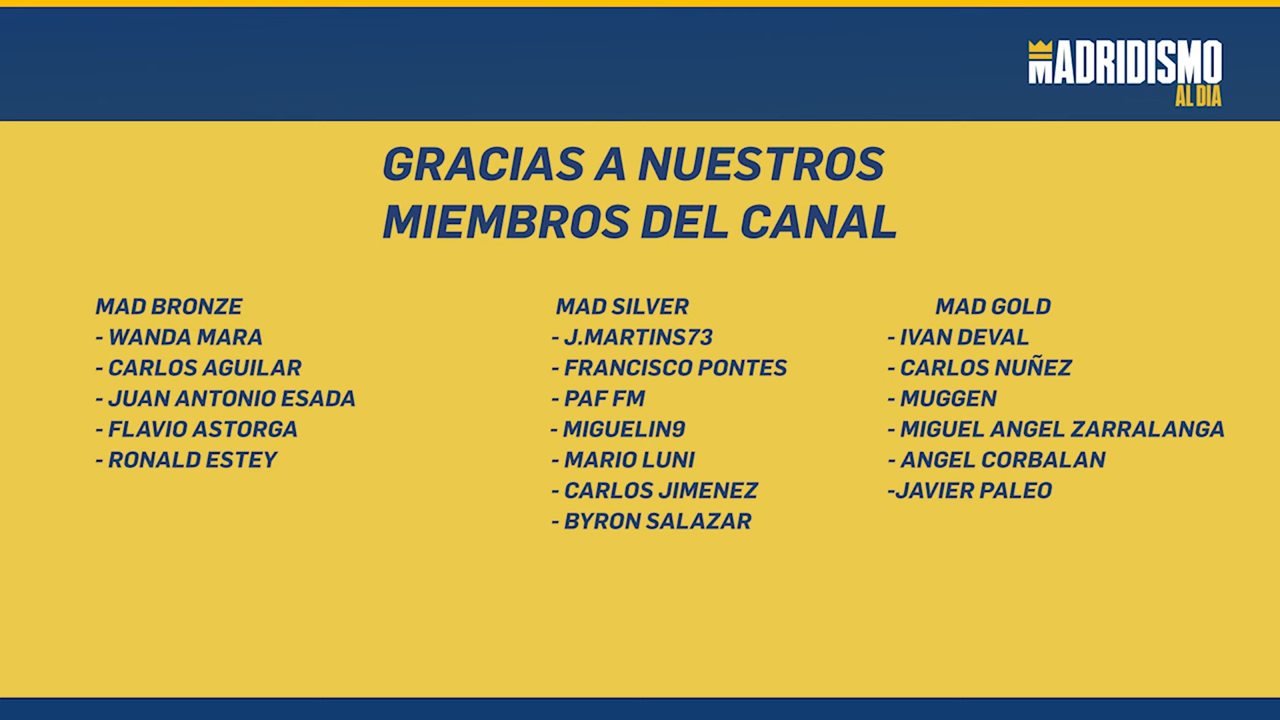 MADRIDISMO
AL DIA
GRACIAS A NUESTROS
MIEMBROS DEL CANAL
MAD BRONZE
- WANDA MARA
- CARLOS AGUILAR
- JUAN ANTONIO ESADA
- FLAVIO ASTORGA
- RONALD ESTEY
MAD SILVER
- J.MARTINS73
- FRANCISCO PONTES
- PAF FM
- MIGUELIN9
- MARIO LUNI
- CARLOS JIMENEZ
- BYRON SALAZAR
MAD GOLD
- IVAN DEVAL
- CARLOS NUÑEZ
- MUGGEN
- MIGUEL ANGEL ZARRALANGA
- ANGEL CORBALAN
-JAVIER PALEO